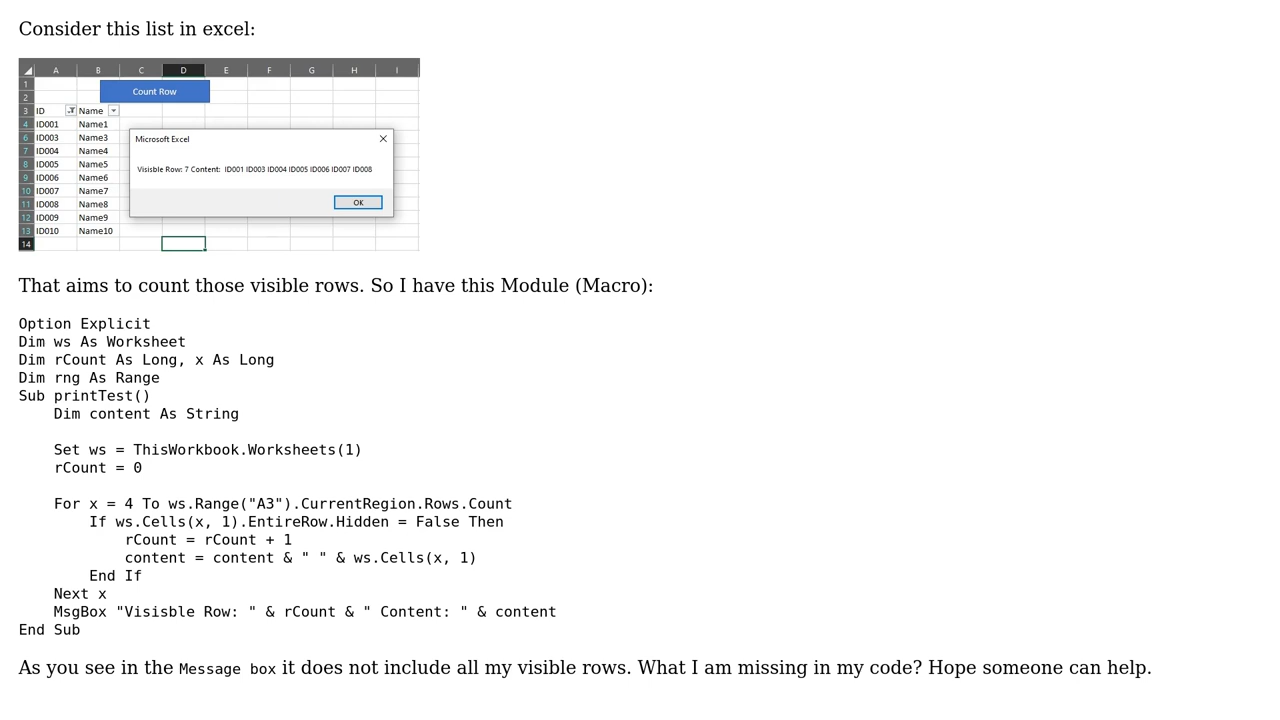 Consider this list in excel:
A B C D E F G H I
1
Count Row
2
3 ID Name
4 ID001 Name1
6 ID003 Name3
7 ID004 Name4
8 ID005 Name5
9 ID006 Name6
10 ID007 Name7
11 ID008 Name8
12 ID009 Name9
13 ID010 Name10
14
Microsoft Excel
Visisble Row: 7 Content: ID001 ID003 ID004 ID005 ID006 ID007 ID008
OK
That aims to count those visible rows. So I have this Module (Macro):
Option Explicit
Dim ws As Worksheet
Dim rCount As Long, x As Long
Dim rng As Range
Sub printTest()
    Dim content As String
    Set ws = ThisWorkbook.Worksheets(1)
    rCount = 0
    For x = 4 To ws.Range("A3").CurrentRegion.Rows.Count
        If ws.Cells(x, 1).EntireRow.Hidden = False Then
            rCount = rCount + 1
            content = content & " " & ws.Cells(x, 1)
        End If
    Next x
    MsgBox "Visisble Row: " & rCount & " Content: " & content
End Sub
As you see in the Message box it does not include all my visible rows. What I am missing in my code? Hope someone can help.